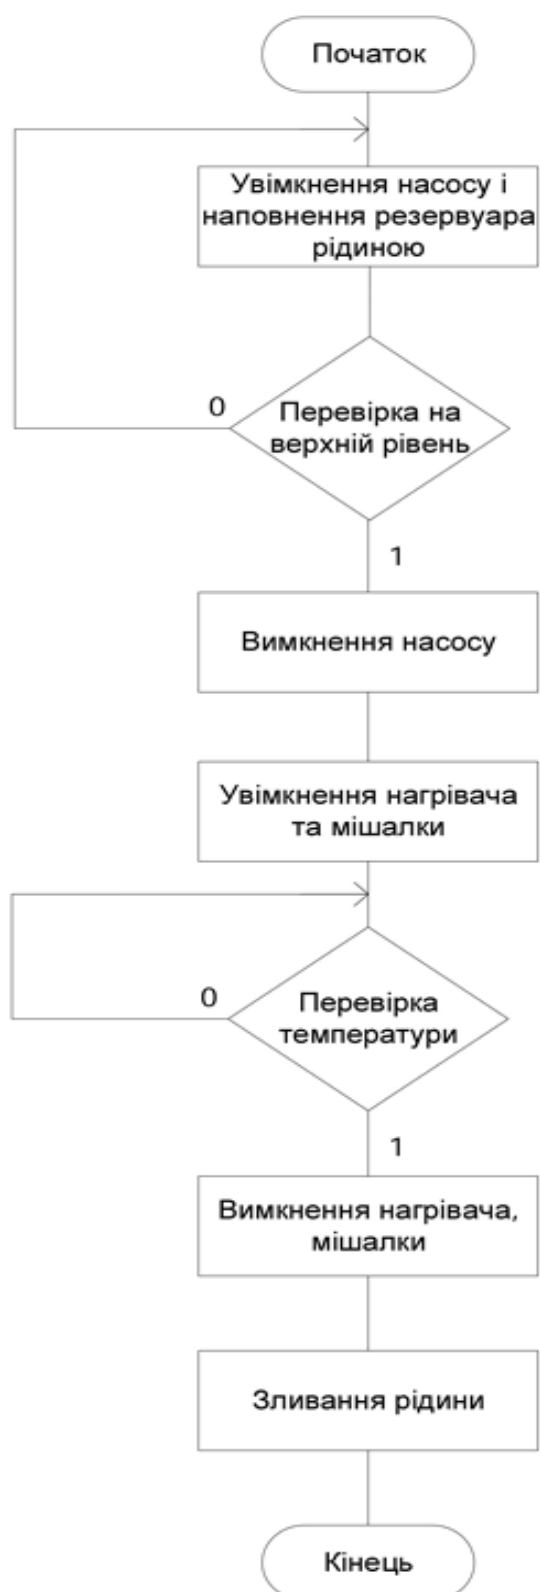 Початок
Увімкнення насосу і
наповнення резервуара
рідиною
0
Перевірка на
верхній рівень
1
Вимкнення насосу
Увімкнення нагрівача
та мішалки
0
Перевірка
температури
1
Вимкнення нагрівача,
мішалки
Зливання рідини
Кінець